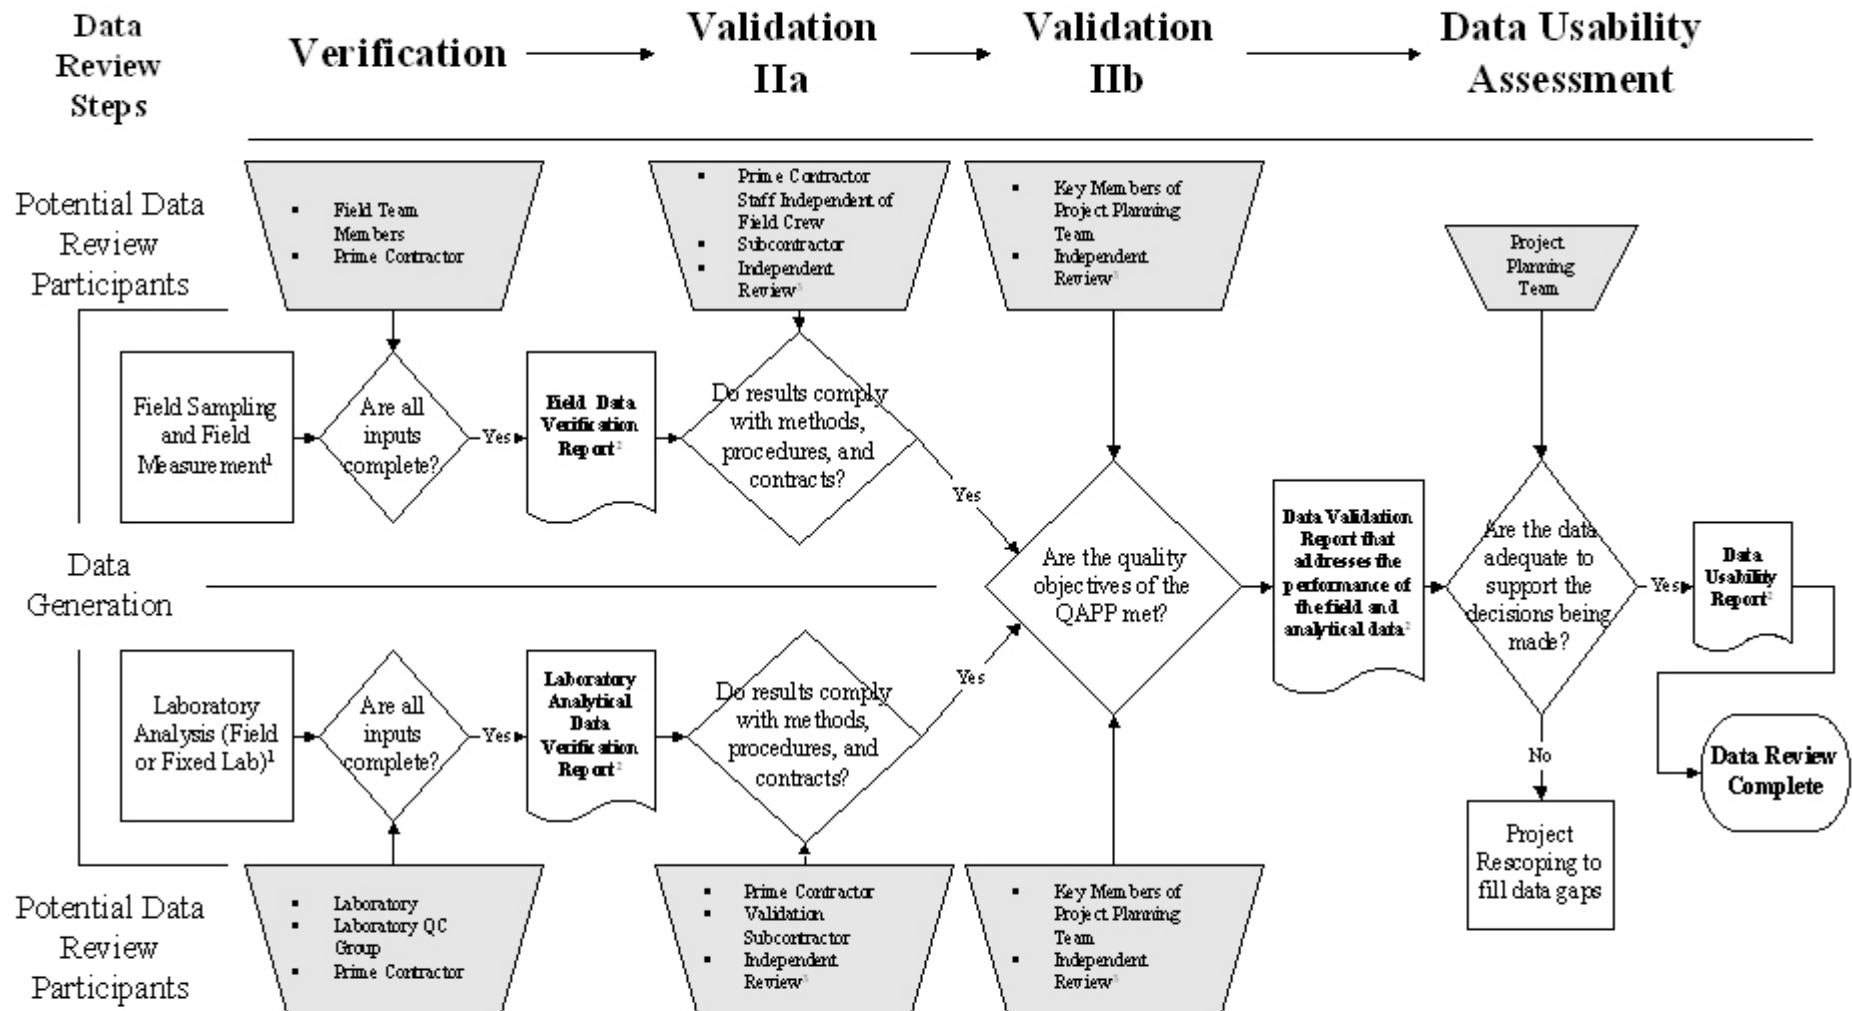 Data
Review
Steps
Verification
Validation
IIa
Validation
IIb
Data Usability
Assessment
Potential Data
Review
Participants
▪ Field Team
Members
▪ Prime Contractor
▪ Prime Contractor
Staff Independent of
Field Crew
▪ Subcontractor
▪ Independent
Review³
▪ Key Members of
Project Planning
Team
▪ Independent
Review³
Project
Planning
Team
Field Sampling
and Field
Measurement¹
Are all
inputs
complete?
Yes
Field Data
Verification
Report²
Do results comply
with methods,
procedures, and
contracts?
Yes
Data
Generation
Are the quality
objectives of the
QAPP met?
Data Validation
Report that
addresses the
performance of
the field and
analytical data²
Are the data
adequate to
support the
decisions being
made?
Yes
Data
Usability
Report²
Laboratory
Analysis (Field
or Fixed Lab)¹
Are all
inputs
complete?
Yes
Laboratory
Analytical
Data
Verification
Report²
Do results comply
with methods,
procedures, and
contracts?
Yes
No
Project
Rescoping to
fill data gaps
Data Review
Complete
Potential Data
Review
Participants
▪ Laboratory
▪ Laboratory QC
Group
▪ Prime Contractor
▪ Prime Contractor
▪ Validation
Subcontractor
▪ Independent
Review³
▪ Key Members of
Project Planning
Team
▪ Independent
Review³